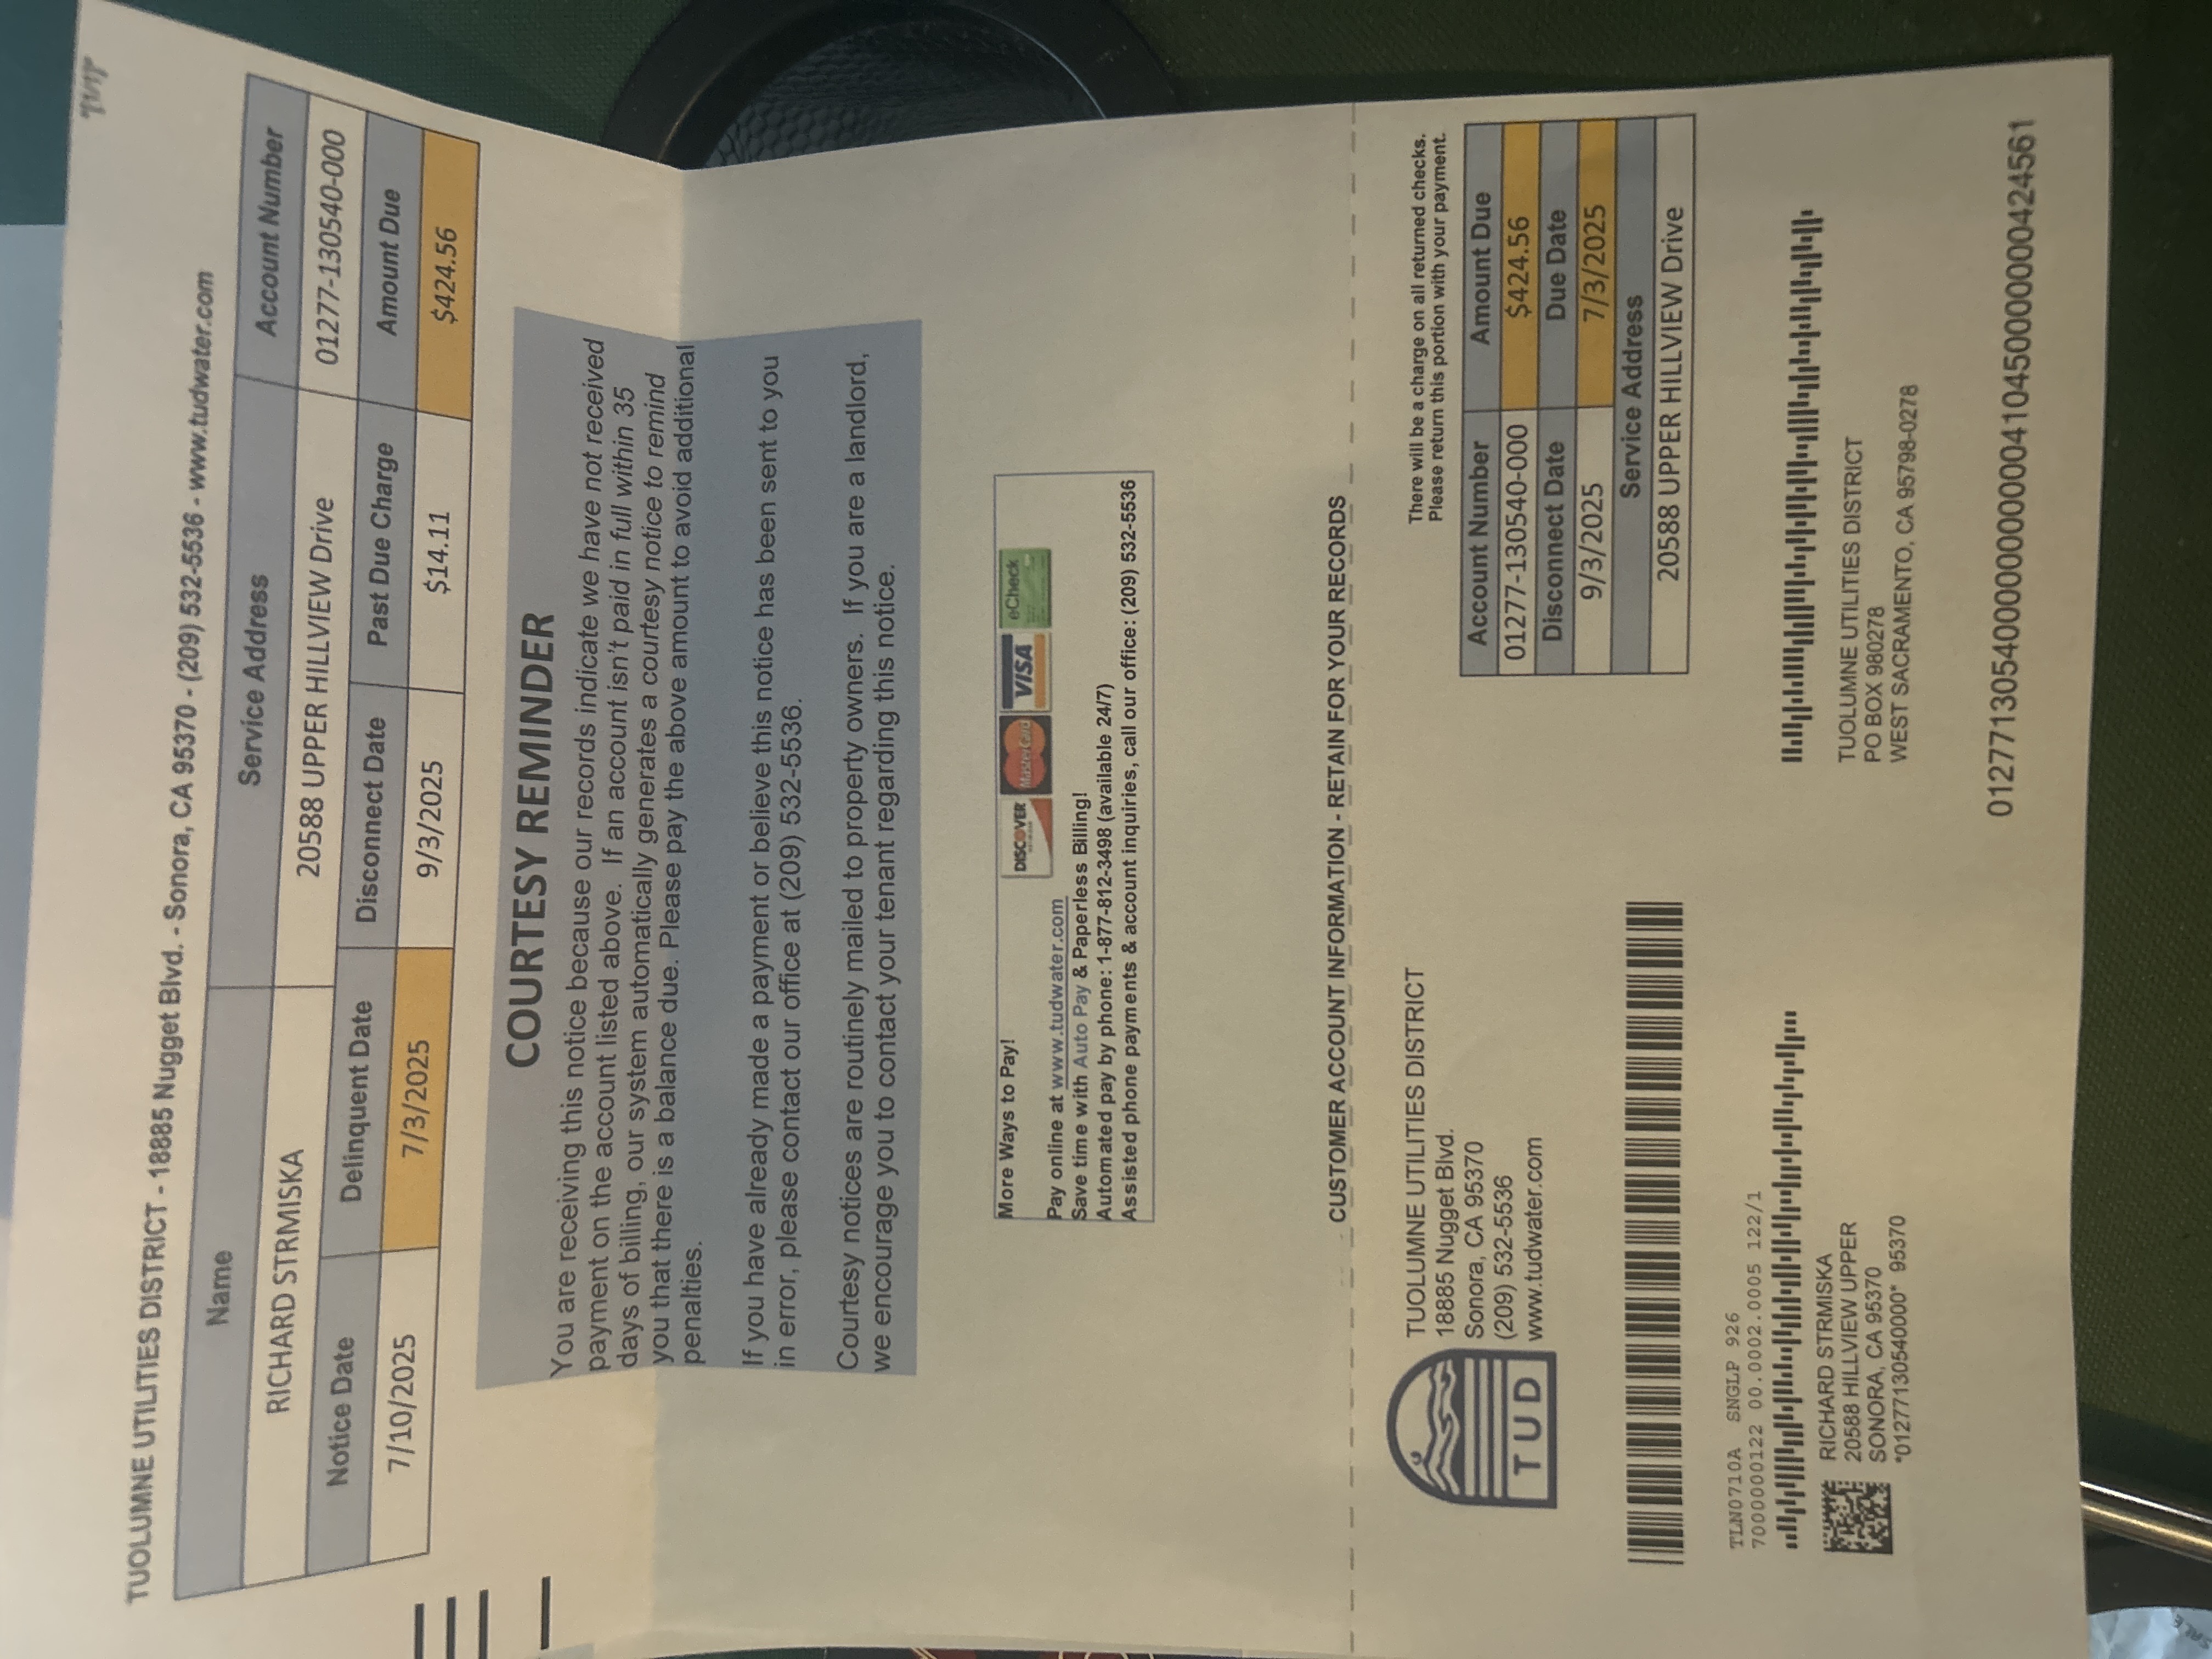 TUOLUMNE UTILITIES DISTRICT - 18885 Nugget Blvd. - Sonora, CA 95370 - (209) 532-5536 - www.tudwater.com
Name Service Address Account Number
RICHARD STRMISKA 20588 UPPER HILLVIEW Drive 01277-130540-000
Notice Date Delinquent Date Disconnect Date Past Due Charge Amount Due
7/10/2025 7/3/2025 9/3/2025 $14.11 $424.56
COURTESY REMINDER
You are receiving this notice because our records indicate we have not received
payment on the account listed above. If an account isn't paid in full within 35
days of billing, our system automatically generates a courtesy notice to remind
you that there is a balance due. Please pay the above amount to avoid additional
penalties.
If you have already made a payment or believe this notice has been sent to you
in error, please contact our office at (209) 532-5536.
Courtesy notices are routinely mailed to property owners. If you are a landlord,
we encourage you to contact your tenant regarding this notice.
More Ways to Pay!
DISCOVER MasterCard VISA eCheck
Pay online at www.tudwater.com
Save time with Auto Pay & Paperless Billing!
Automated pay by phone: 1-877-812-3498 (available 24/7)
Assisted phone payments & account inquiries, call our office: (209) 532-5536
CUSTOMER ACCOUNT INFORMATION - RETAIN FOR YOUR RECORDS
TUD
TUOLUMNE UTILITIES DISTRICT
18885 Nugget Blvd.
Sonora, CA 95370
(209) 532-5536
www.tudwater.com
There will be a charge on all returned checks.
Please return this portion with your payment.
Account Number Amount Due
01277-130540-000 $424.56
Disconnect Date Due Date
9/3/2025 7/3/2025
Service Address
20588 UPPER HILLVIEW Drive
TLN0710A SNGLP 926
7000000122 00.0002.0005 122/1
RICHARD STRMISKA
20588 HILLVIEW UPPER
SONORA, CA 95370
*01277130540000* 95370
TUOLUMNE UTILITIES DISTRICT
PO BOX 980278
WEST SACRAMENTO, CA 95798-0278
SALE